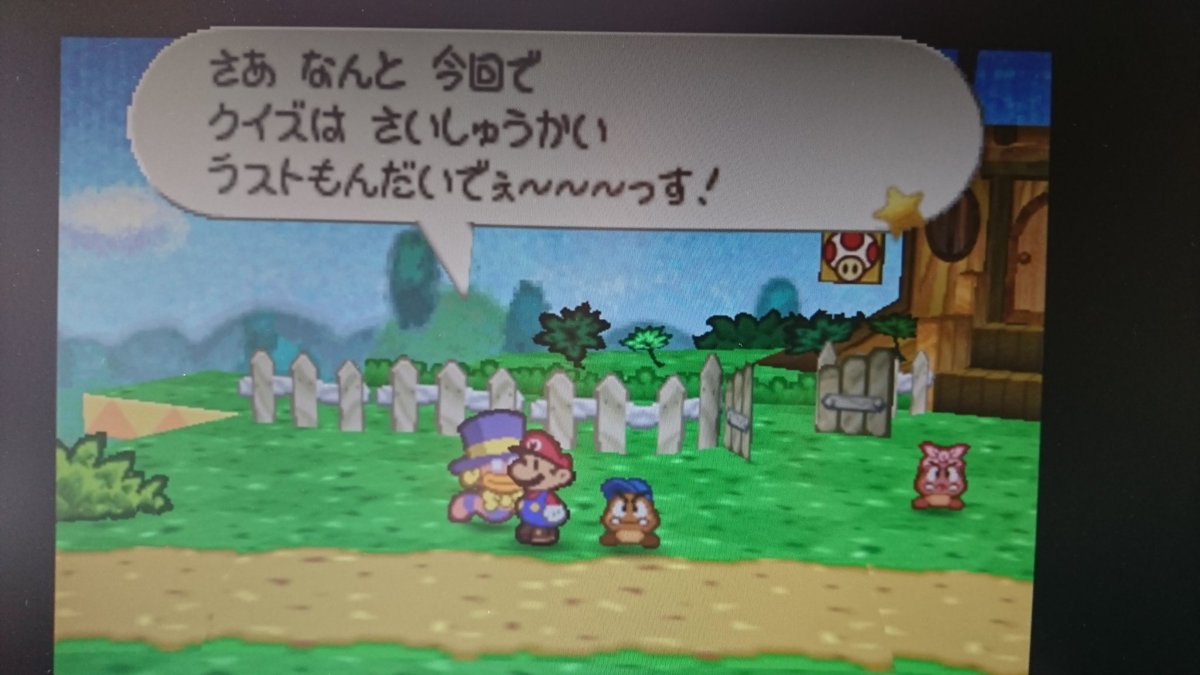 さあ なんと 今回で
クイズは さいしゅうかい
ラストもんだいでぇ～～～っす！